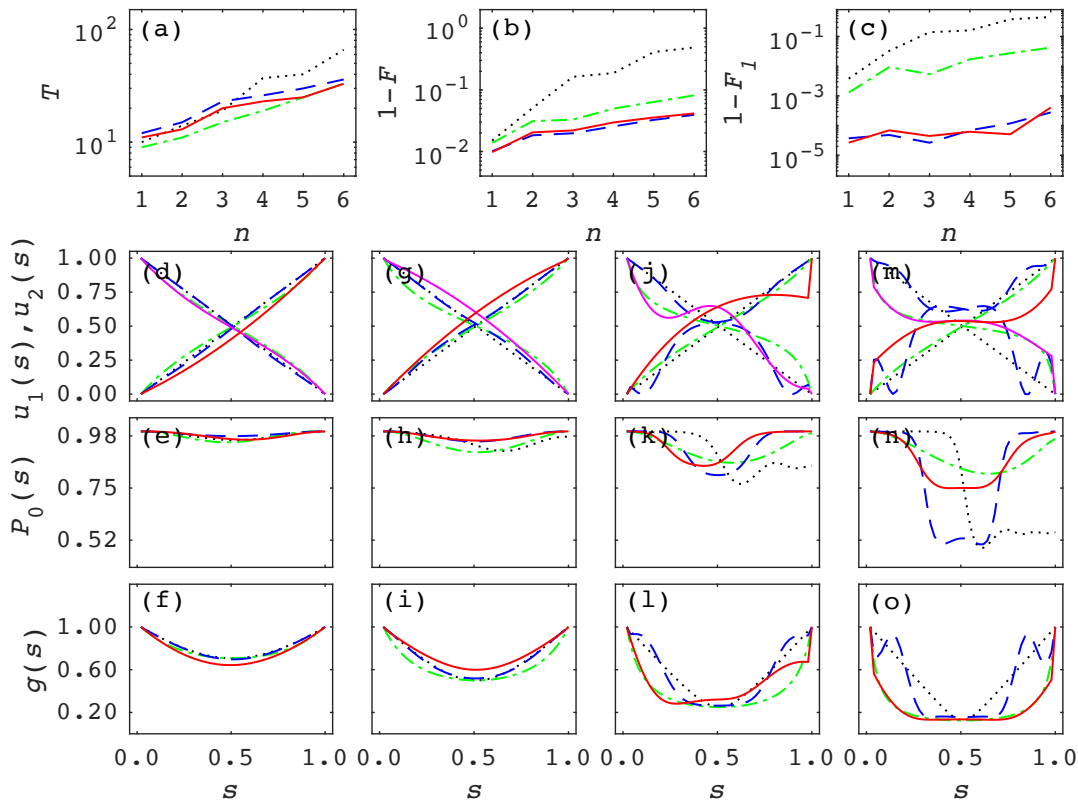 (a)
10^2
10^1
T
1 2 3 4 5 6
n
(b)
10^0
10^-1
10^-2
1-F
1 2 3 4 5 6
n
(c)
10^-1
10^-3
10^-5
1-F_1
1 2 3 4 5 6
n
u_1(s),u_2(s)
1.00
0.75
0.50
0.25
0.00
(d)
(g)
(j)
(m)
P_0(s)
0.98
0.75
0.52
(e)
(h)
(k)
(n)
g(s)
1.00
0.60
0.20
(f)
(i)
(l)
(o)
0.0 0.5 1.0
0.0 0.5 1.0
0.0 0.5 1.0
0.0 0.5 1.0
s
s
s
s